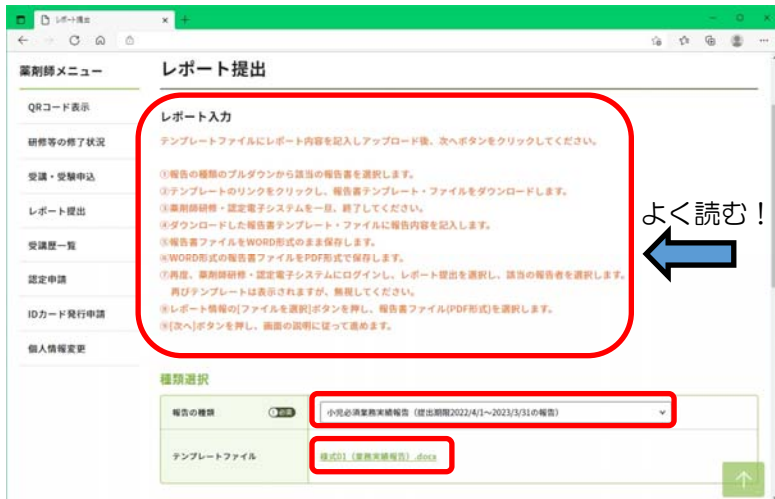 レポート提出
薬剤師メニュー
QRコード表示
研修等の修了状況
受講・受験申込
レポート提出
受講歴一覧
認定申請
IDカード発行申請
個人情報変更
レポート提出
レポート入力
テンプレートファイルにレポート内容を記入しアップロード後、次へボタンをクリックしてください。
①報告の種類のプルダウンから該当の報告書を選択します。
②テンプレートのリンクをクリックし、報告書テンプレート・ファイルをダウンロードします。
③薬剤師研修・認定電子システムを一旦、終了してください。
④ダウンロードした報告書テンプレート・ファイルに報告内容を記入します。
⑤報告書ファイルをWORD形式のまま保存します。
⑥WORD形式の報告書ファイルをPDF形式で保存します。
⑦再度、薬剤師研修・認定電子システムにログインし、レポート提出を選択し、該当の報告者を選択します。
再びテンプレートは表示されますが、無視してください。
⑧レポート情報の[ファイルを選択]ボタンを押し、報告書ファイル(PDF形式)を選択します。
⑨[次へ]ボタンを押し、画面の説明に従って進めます。
よく読む！
種類選択
報告の種類 必須 小児必須業務実績報告（提出期限2022/4/1～2023/3/31の報告）
テンプレートファイル 様式01（業務実績報告）.docx